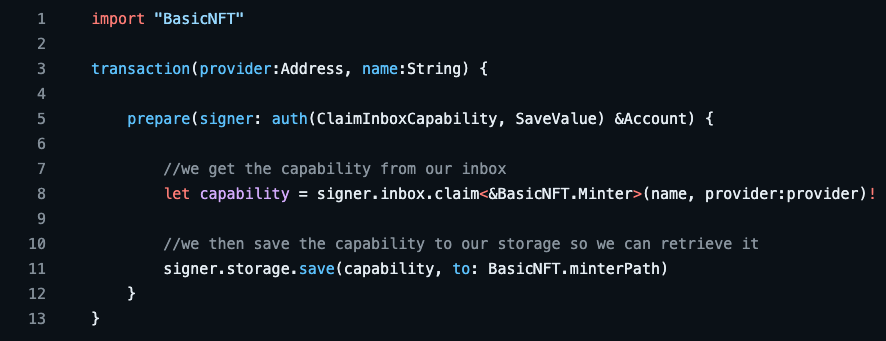 1 import "BasicNFT"
2
3 transaction(provider:Address, name:String) {
4
5 prepare(signer: auth(ClaimInboxCapability, SaveValue) &Account) {
6
7 //we get the capability from our inbox
8 let capability = signer.inbox.claim<&BasicNFT.Minter>(name, provider:provider)!
9
10 //we then save the capability to our storage so we can retrieve it
11 signer.storage.save(capability, to: BasicNFT.minterPath)
12 }
13 }